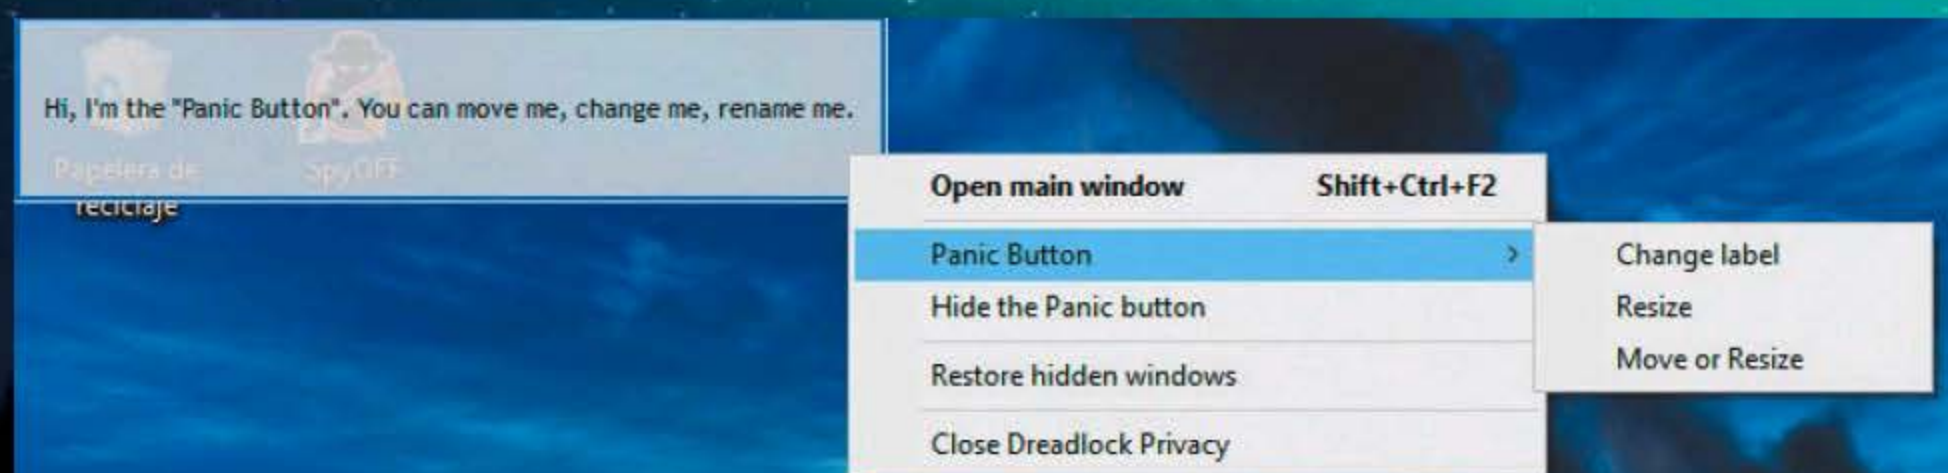 Hi, I'm the "Panic Button". You can move me, change me, rename me.
Papelera de
reciclaje
SpyOFF
Open main window Shift+Ctrl+F2
Panic Button >
Hide the Panic button
Restore hidden windows
Close Dreadlock Privacy
Change label
Resize
Move or Resize